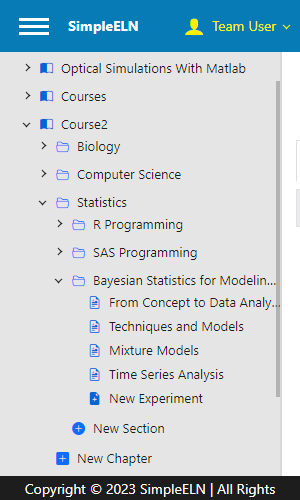 SimpleELN
Team User
Optical Simulations With Matlab
Courses
Course2
Biology
Computer Science
Statistics
R Programming
SAS Programming
Bayesian Statistics for Modelin...
From Concept to Data Analy...
Techniques and Models
Mixture Models
Time Series Analysis
New Experiment
New Section
New Chapter
Copyright © 2023 SimpleELN | All Rights